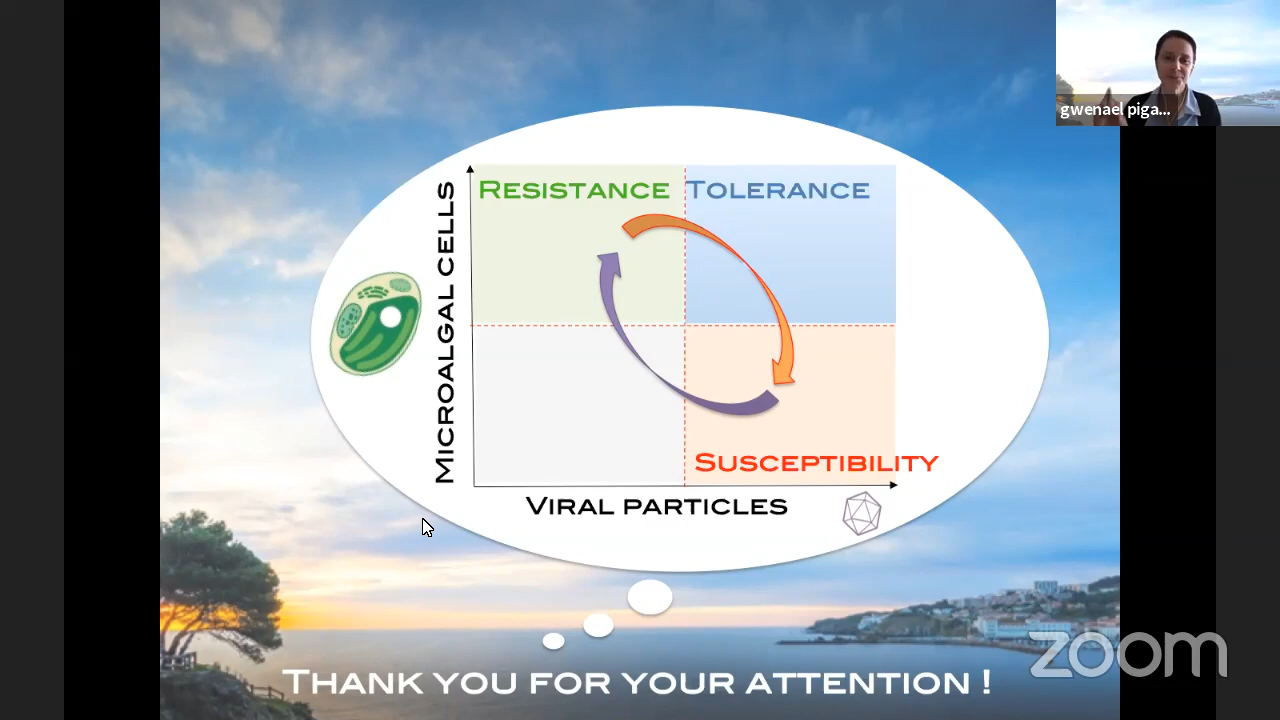 gwenael piga...
RESISTANCE
TOLERANCE
MICROALGAL CELLS
SUSCEPTIBILITY
VIRAL PARTICLES
zoom
THANK YOU FOR YOUR ATTENTION !